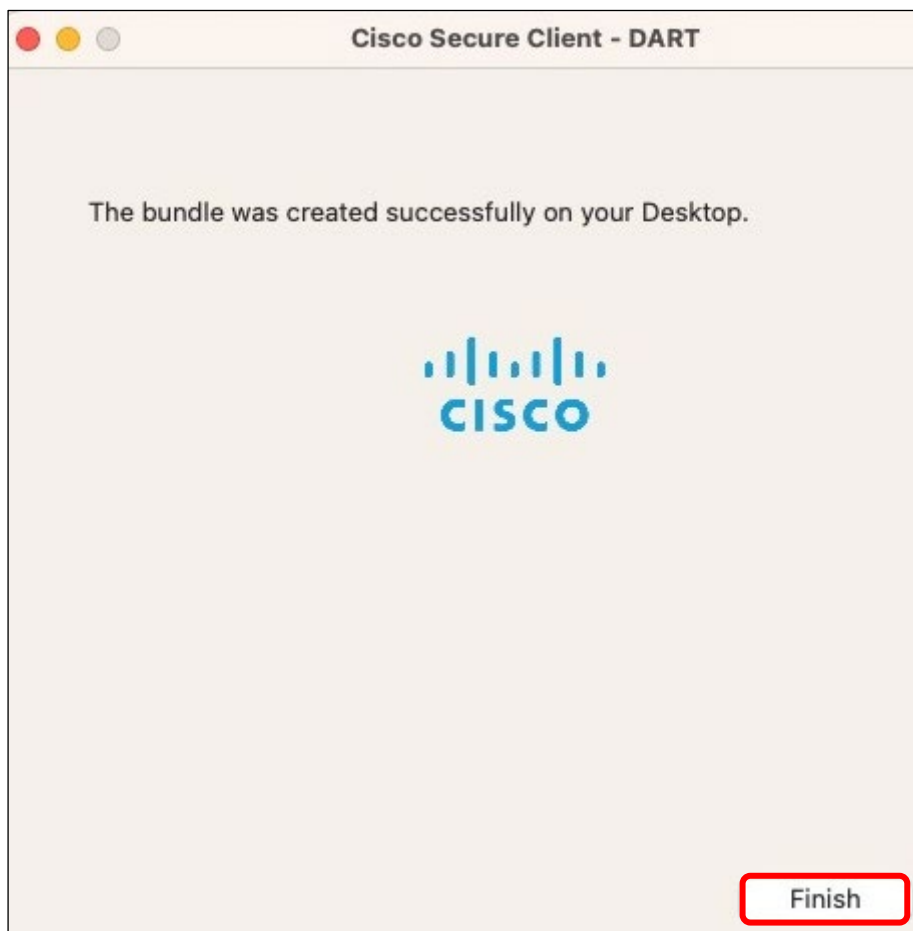 Cisco Secure Client - DART
The bundle was created successfully on your Desktop.
CISCO
Finish